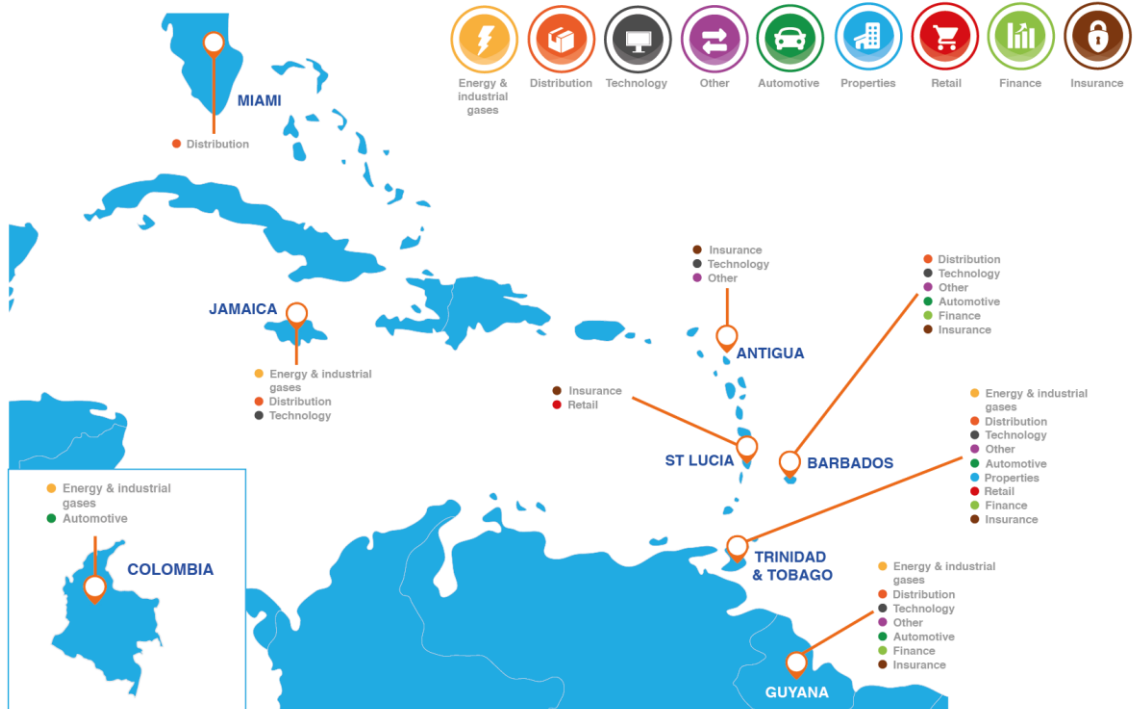 Energy &
industrial
gases
Distribution
Technology
Other
Automotive
Properties
Retail
Finance
Insurance
MIAMI
Distribution
JAMAICA
Energy & industrial
gases
Distribution
Technology
Insurance
Technology
Other
ANTIGUA
Distribution
Technology
Other
Automotive
Finance
Insurance
Insurance
Retail
ST LUCIA
BARBADOS
Energy & industrial
gases
Distribution
Technology
Other
Automotive
Properties
Retail
Finance
Insurance
Energy & industrial
gases
Automotive
COLOMBIA
TRINIDAD
& TOBAGO
Energy & industrial
gases
Distribution
Technology
Other
Automotive
Finance
Insurance
GUYANA